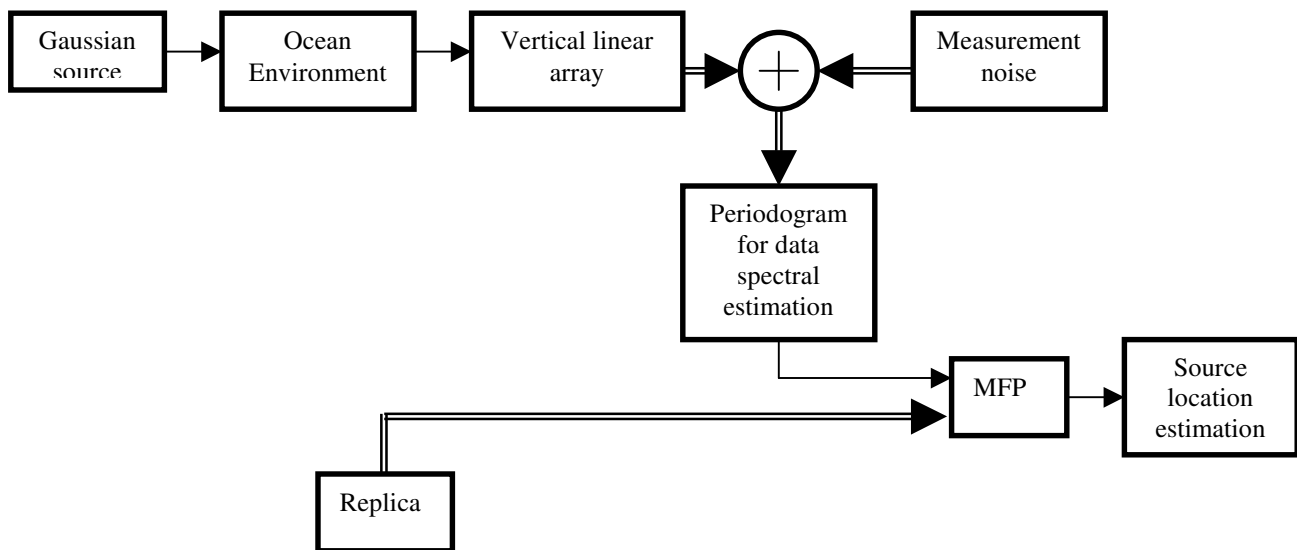 Gaussian
source
Ocean
Environment
Vertical linear
array
Measurement
noise
Periodogram
for data
spectral
estimation
MFP
Source
location
estimation
Replica